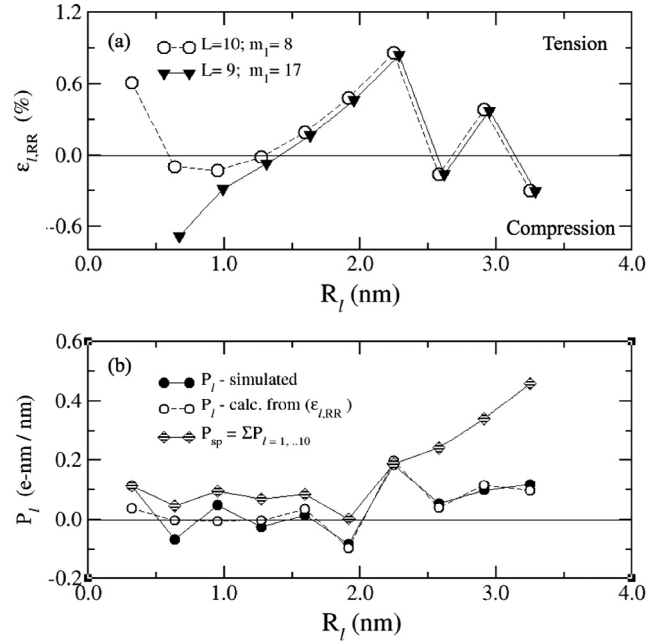 1.2
(a)
L=10; m1 = 8
L= 9; m1 = 17
Tension
0.6
0.0
-0.6
Compression
εl,RR (%)
0.0 1.0 2.0 3.0 4.0
Rl (nm)
0.6
(b)
Pl - simulated
Pl - calc. from (εl,RR)
Psp = ΣPl = 1, ..10
0.4
0.2
0.0
-0.2
Pl (e-nm / nm)
0.0 1.0 2.0 3.0 4.0
Rl (nm)